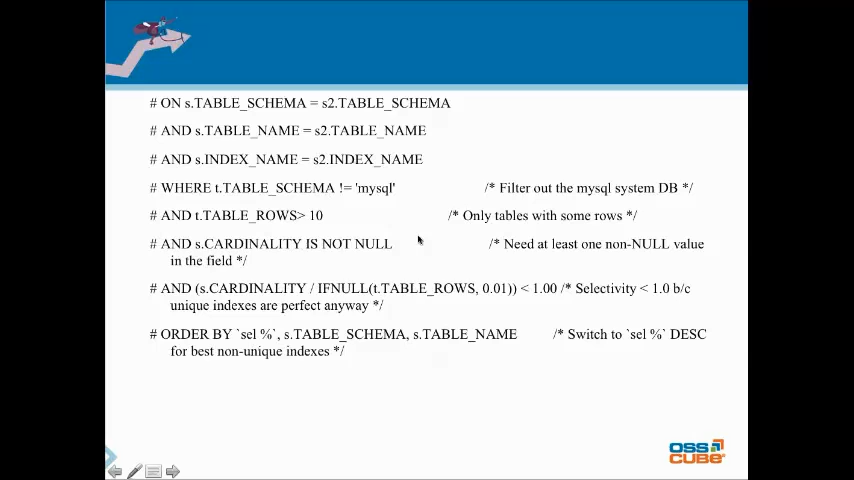 # ON s.TABLE_SCHEMA = s2.TABLE_SCHEMA
# AND s.TABLE_NAME = s2.TABLE_NAME
# AND s.INDEX_NAME = s2.INDEX_NAME
# WHERE t.TABLE_SCHEMA != 'mysql' /* Filter out the mysql system DB */
# AND t.TABLE_ROWS> 10 /* Only tables with some rows */
# AND s.CARDINALITY IS NOT NULL /* Need at least one non-NULL value
in the field */
# AND (s.CARDINALITY / IFNULL(t.TABLE_ROWS, 0.01)) < 1.00 /* Selectivity < 1.0 b/c
unique indexes are perfect anyway */
# ORDER BY `sel %`, s.TABLE_SCHEMA, s.TABLE_NAME /* Switch to `sel %` DESC
for best non-unique indexes */
OSS
CUBE